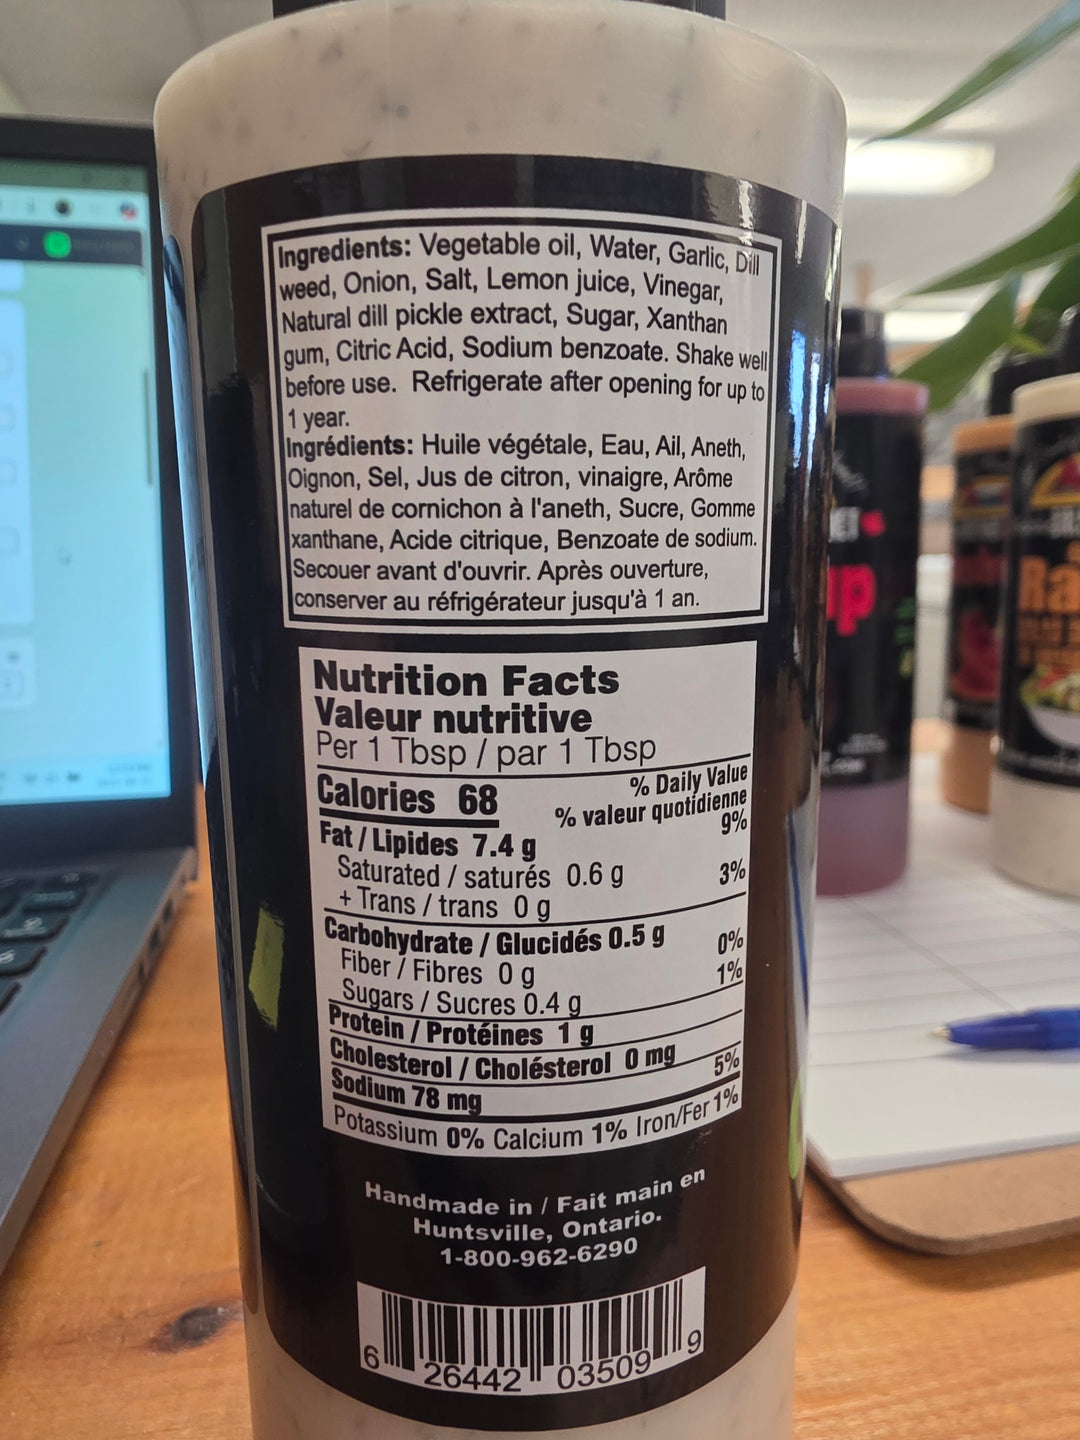 Ingredients: Vegetable oil, Water, Garlic, Dill
weed, Onion, Salt, Lemon juice, Vinegar,
Natural dill pickle extract, Sugar, Xanthan
gum, Citric Acid, Sodium benzoate. Shake well
before use. Refrigerate after opening for up to
1 year.
Ingrédients: Huile végétale, Eau, Ail, Aneth,
Oignon, Sel, Jus de citron, vinaigre, Arôme
naturel de cornichon à l'aneth, Sucre, Gomme
xanthane, Acide citrique, Benzoate de sodium.
Secouer avant d'ouvrir. Après ouverture,
conserver au réfrigérateur jusqu'à 1 an.
Nutrition Facts
Valeur nutritive
Per 1 Tbsp / par 1 Tbsp
Calories 68
% Daily Value
% valeur quotidienne
Fat / Lipides 7.4 g 9%
Saturated / saturés 0.6 g 3%
+ Trans / trans 0 g
Carbohydrate / Glucidés 0.5 g
Fiber / Fibres 0 g 0%
Sugars / Sucres 0.4 g 1%
Protein / Protéines 1 g
Cholesterol / Choléstérol 0 mg
Sodium 78 mg 5%
Potassium 0% Calcium 1% Iron/Fer 1%
Handmade in / Fait main en
Huntsville, Ontario.
1-800-962-6290
6 26442 03509 9